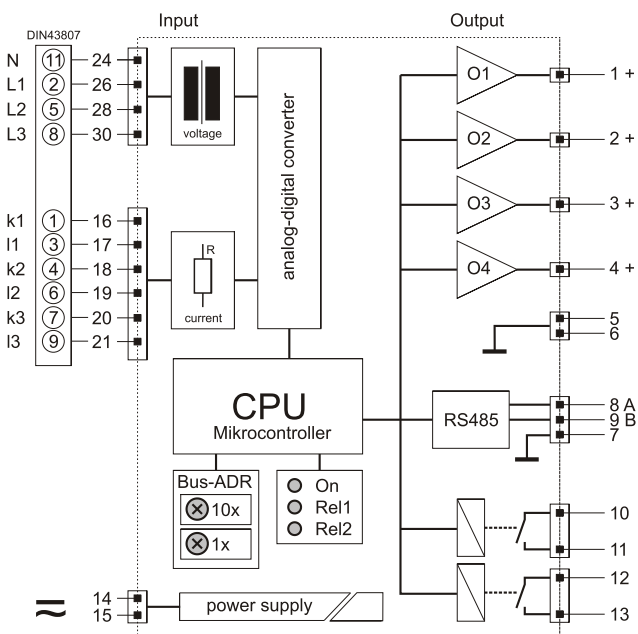 Input Output
DIN43807
N 11 24
L1 2 26
L2 5 28
L3 8 30
voltage
k1 1 16
l1 3 17
k2 4 18
l2 6 19
k3 7 20
l3 9 21
R
current
analog-digital converter
O1 1 +
O2 2 +
O3 3 +
O4 4 +
5
6
CPU
Mikrocontroller
RS485
8 A
9 B
7
Bus-ADR
10x
1x
On
Rel1
Rel2
10
11
12
13
≂ 14
15
power supply